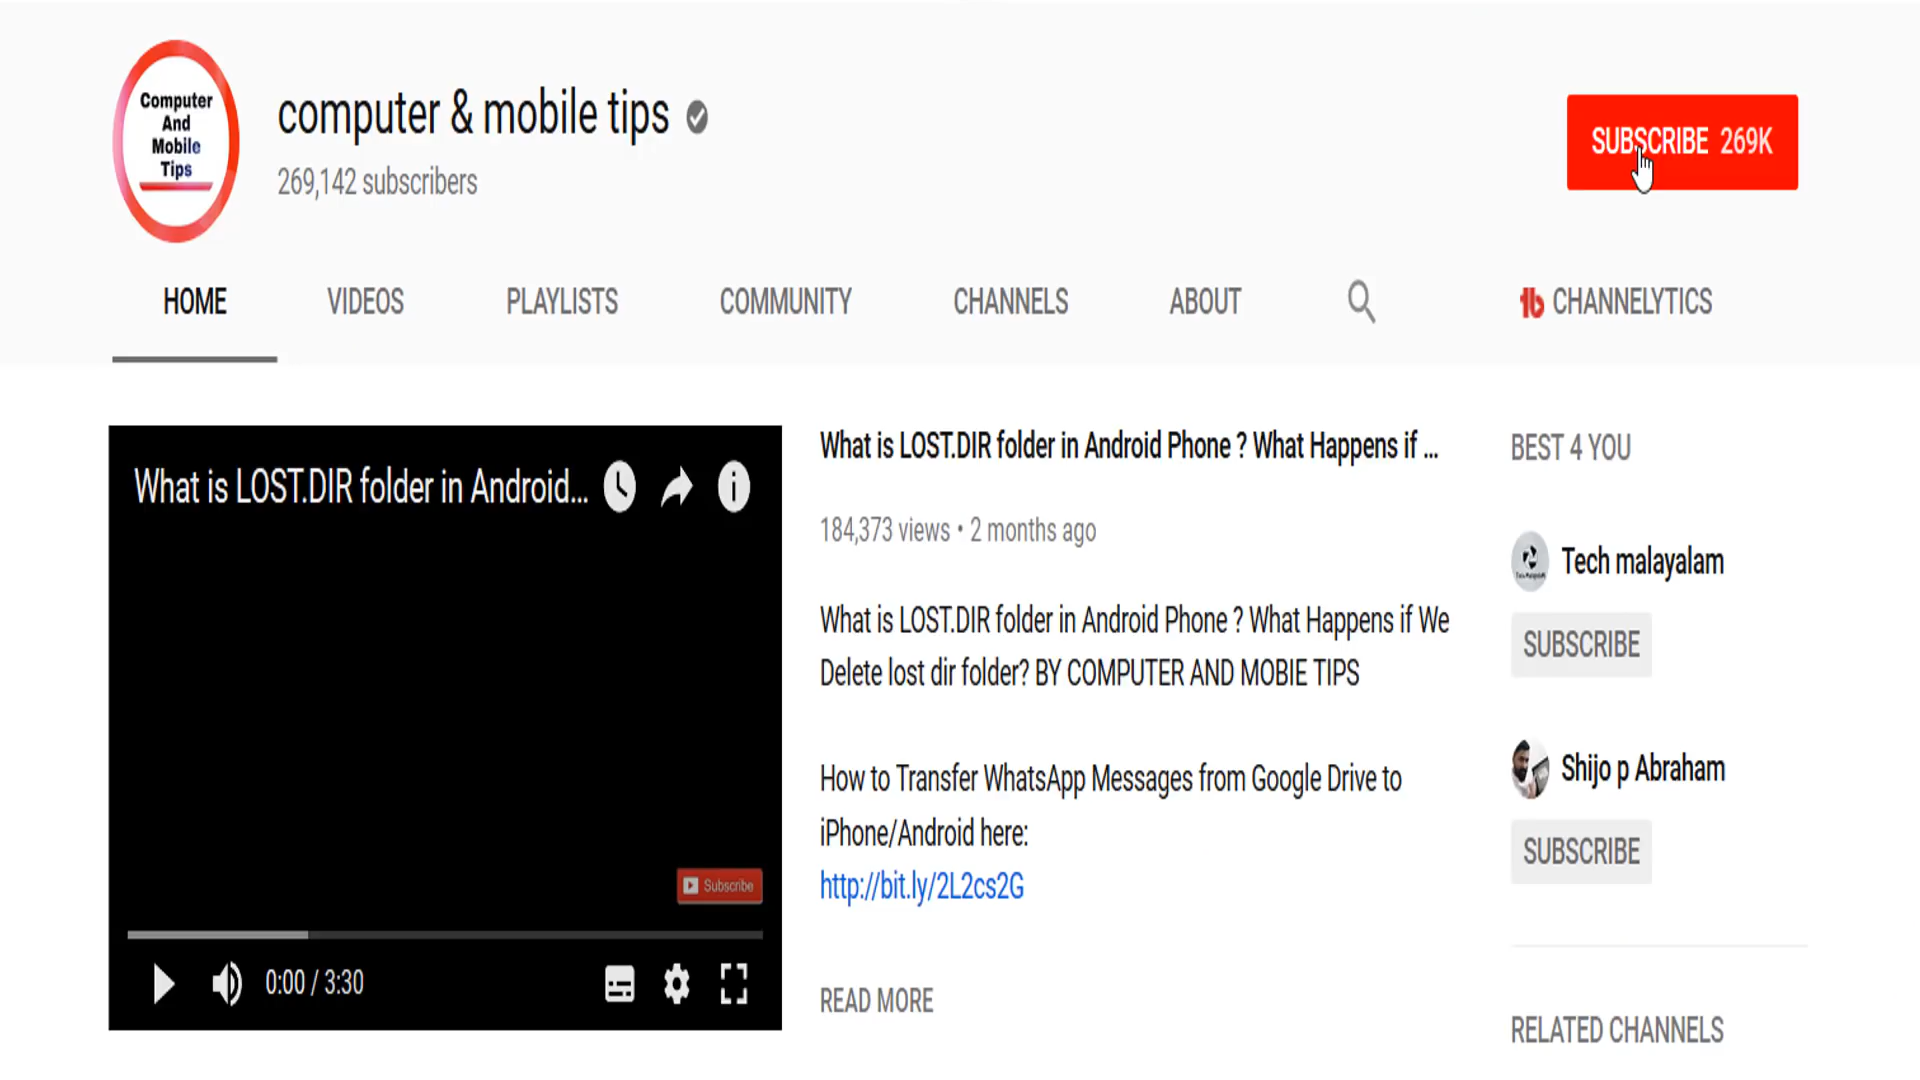 Computer
And
Mobile
Tips
computer & mobile tips
269,142 subscribers
SUBSCRIBE 269K
HOME VIDEOS PLAYLISTS COMMUNITY CHANNELS ABOUT CHANNELYTICS
What is LOST.DIR folder in Android...
Subscribe
0:00 / 3:30
What is LOST.DIR folder in Android Phone ? What Happens if ...
184,373 views • 2 months ago
What is LOST.DIR folder in Android Phone ? What Happens if We
Delete lost dir folder? BY COMPUTER AND MOBIE TIPS
How to Transfer WhatsApp Messages from Google Drive to
iPhone/Android here:
http://bit.ly/2L2cs2G
READ MORE
BEST 4 YOU
Tech malayalam
SUBSCRIBE
Shijo p Abraham
SUBSCRIBE
RELATED CHANNELS